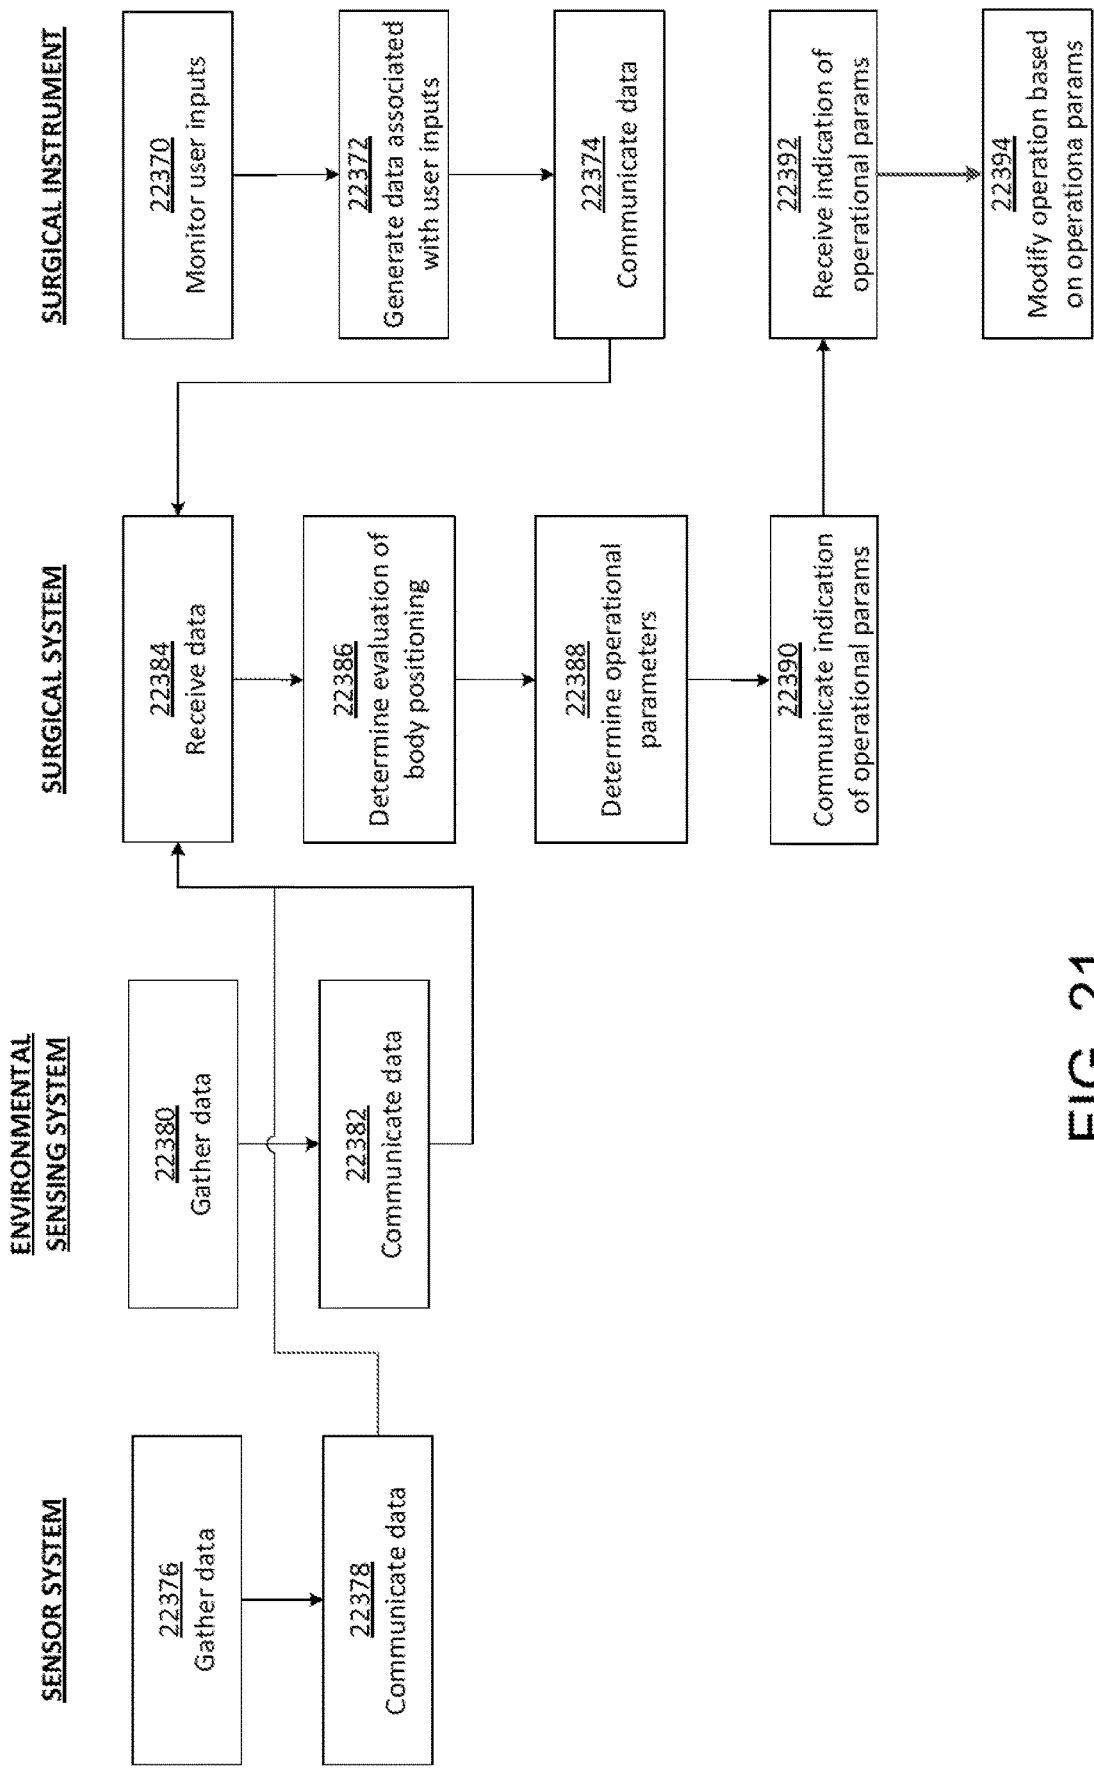 SENSOR SYSTEM
22376
Gather data
22378
Communicate data
ENVIRONMENTAL
SENSING SYSTEM
22380
Gather data
22382
Communicate data
SURGICAL SYSTEM
22384
Receive data
22386
Determine evaluation of
body positioning
22388
Determine operational
parameters
22390
Communicate indication
of operational params
SURGICAL INSTRUMENT
22370
Monitor user inputs
22372
Generate data associated
with user inputs
22374
Communicate data
22392
Receive indication of
operational params
22394
Modify operation based
on operationa params
FIG. 21